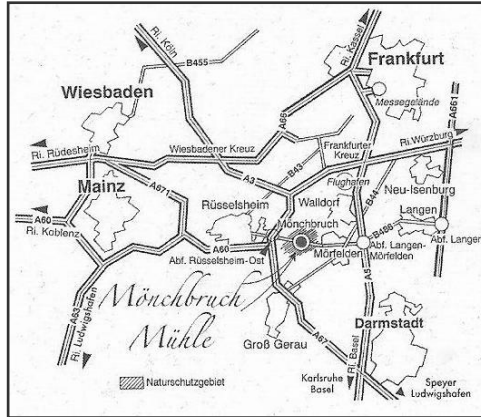 Ri. Köln
B455
Ri. Kassel
Frankfurt
Messegelände
Wiesbaden
A66
A661
Ri. Rüdesheim
Wiesbadener Kreuz
Frankfurter
Kreuz
Ri. Würzburg
Mainz
A671
A3
B43
Flughafen
B44
Neu-Isenburg
Rüsselsheim
Walldorf
Langen
A60
Ri. Koblenz
Mönchbruch
B486
A60
Mörfelden
Abf. Langen-
Mörfelden
Abf. Langen
Abf. Rüsselsheim-Ost
A63
Ri. Ludwigshafen
A5
Mönchbruch
Mühle
Groß Gerau
A67
Ri. Basel
Darmstadt
Naturschutzgebiet
Karlsruhe
Basel
Speyer
Ludwigshafen